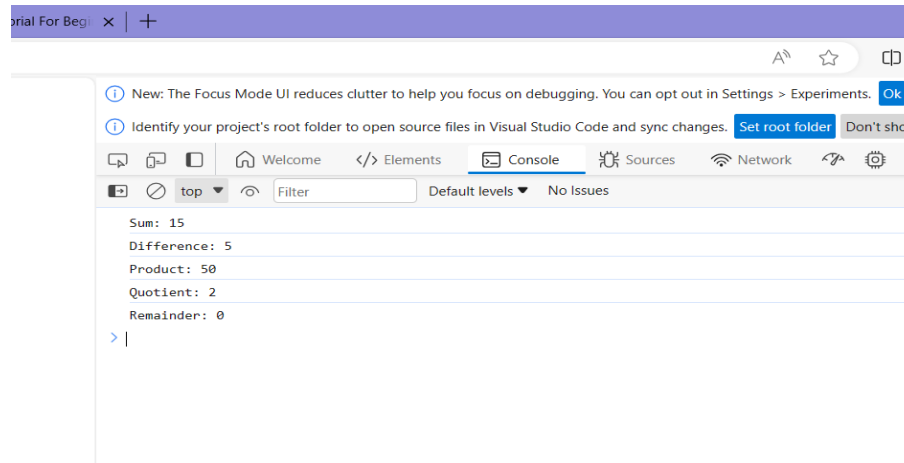 orial For Begi
New: The Focus Mode UI reduces clutter to help you focus on debugging. You can opt out in Settings > Experiments. Ok
Identify your project's root folder to open source files in Visual Studio Code and sync changes. Set root folder Don't sho
Welcome </> Elements Console Sources Network
top Filter Default levels No Issues
Sum: 15
Difference: 5
Product: 50
Quotient: 2
Remainder: 0
>